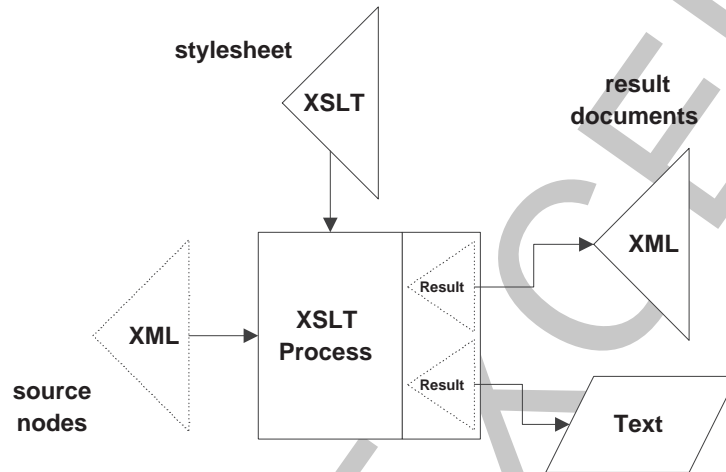 stylesheet
XSLT
result
documents
XML
Result
XML
XSLT
Process
Result
source
nodes
Text